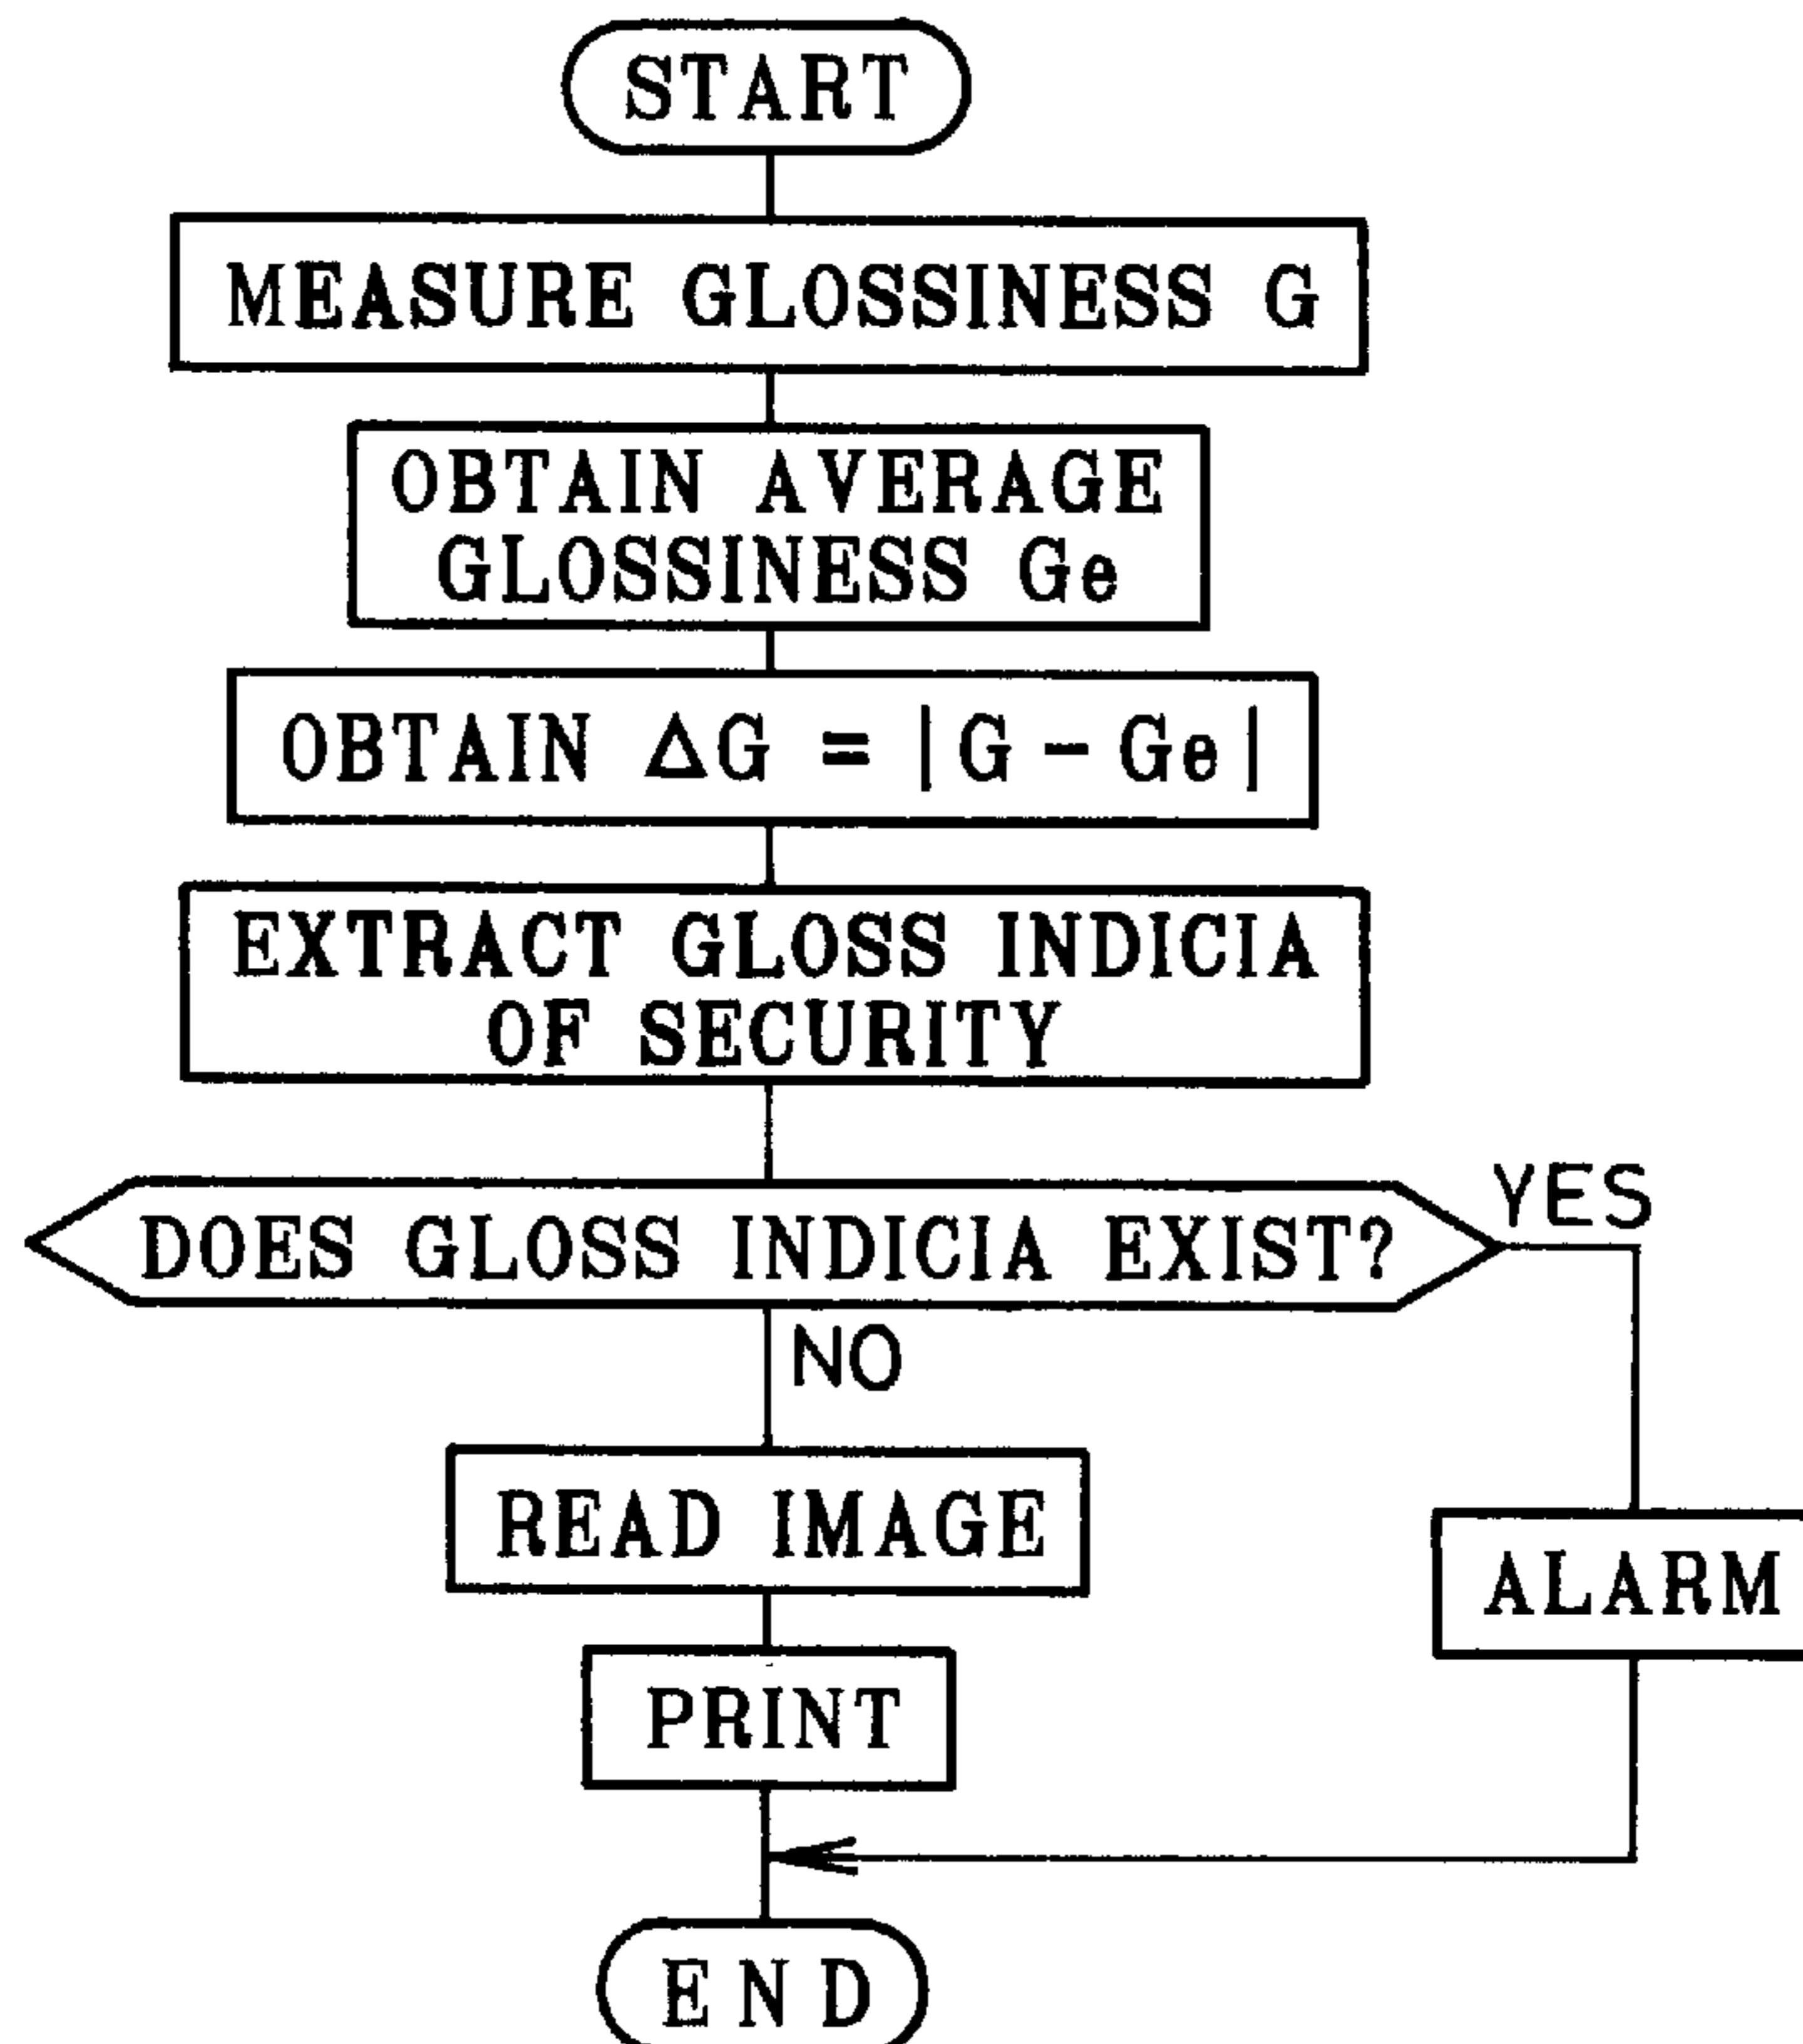 START
MEASURE GLOSSINESS G
OBTAIN AVERAGE
GLOSSINESS Ge
OBTAIN ΔG = |G - Ge|
EXTRACT GLOSS INDICIA
OF SECURITY
DOES GLOSS INDICIA EXIST?
YES
NO
READ IMAGE
ALARM
PRINT
END